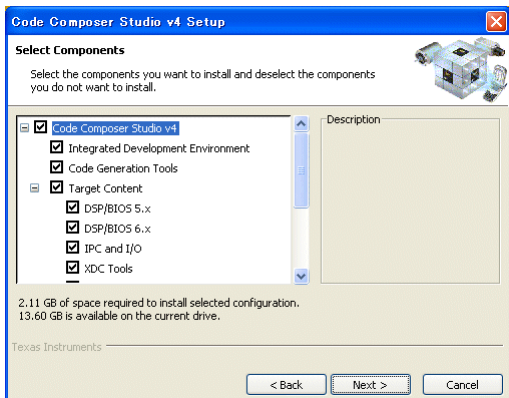 Code Composer Studio v4 Setup
Select Components
Select the components you want to install and deselect the components
you do not want to install.
Code Composer Studio v4
Integrated Development Environment
Code Generation Tools
Target Content
DSP/BIOS 5.x
DSP/BIOS 6.x
IPC and I/O
XDC Tools
Description
2.11 GB of space required to install selected configuration.
13.60 GB is available on the current drive.
Texas Instruments
< Back
Next >
Cancel